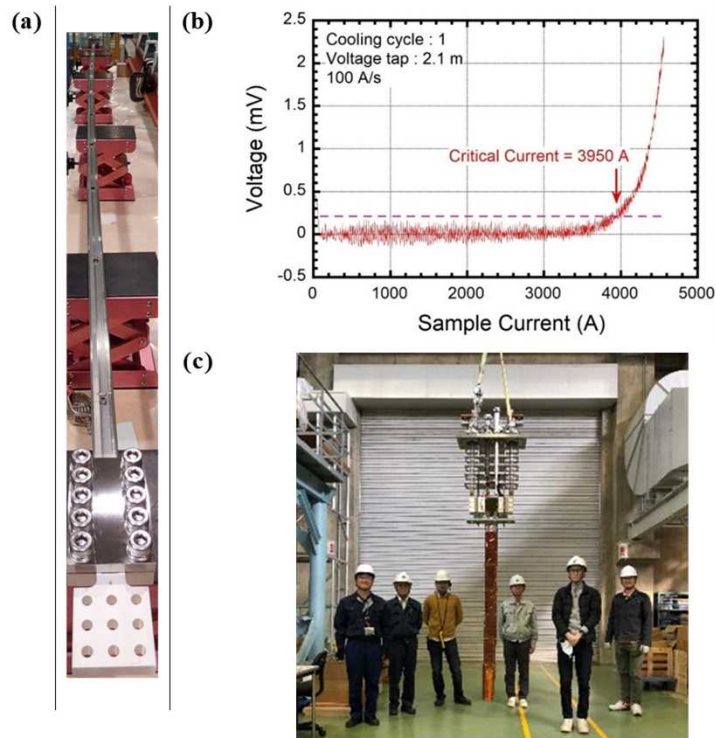 (a)
(b)
Cooling cycle : 1
Voltage tap : 2.1 m
100 A/s
Critical Current = 3950 A
Voltage (mV)
2.5
2
1.5
1
0.5
0
-0.5
0 1000 2000 3000 4000 5000
Sample Current (A)
(c)